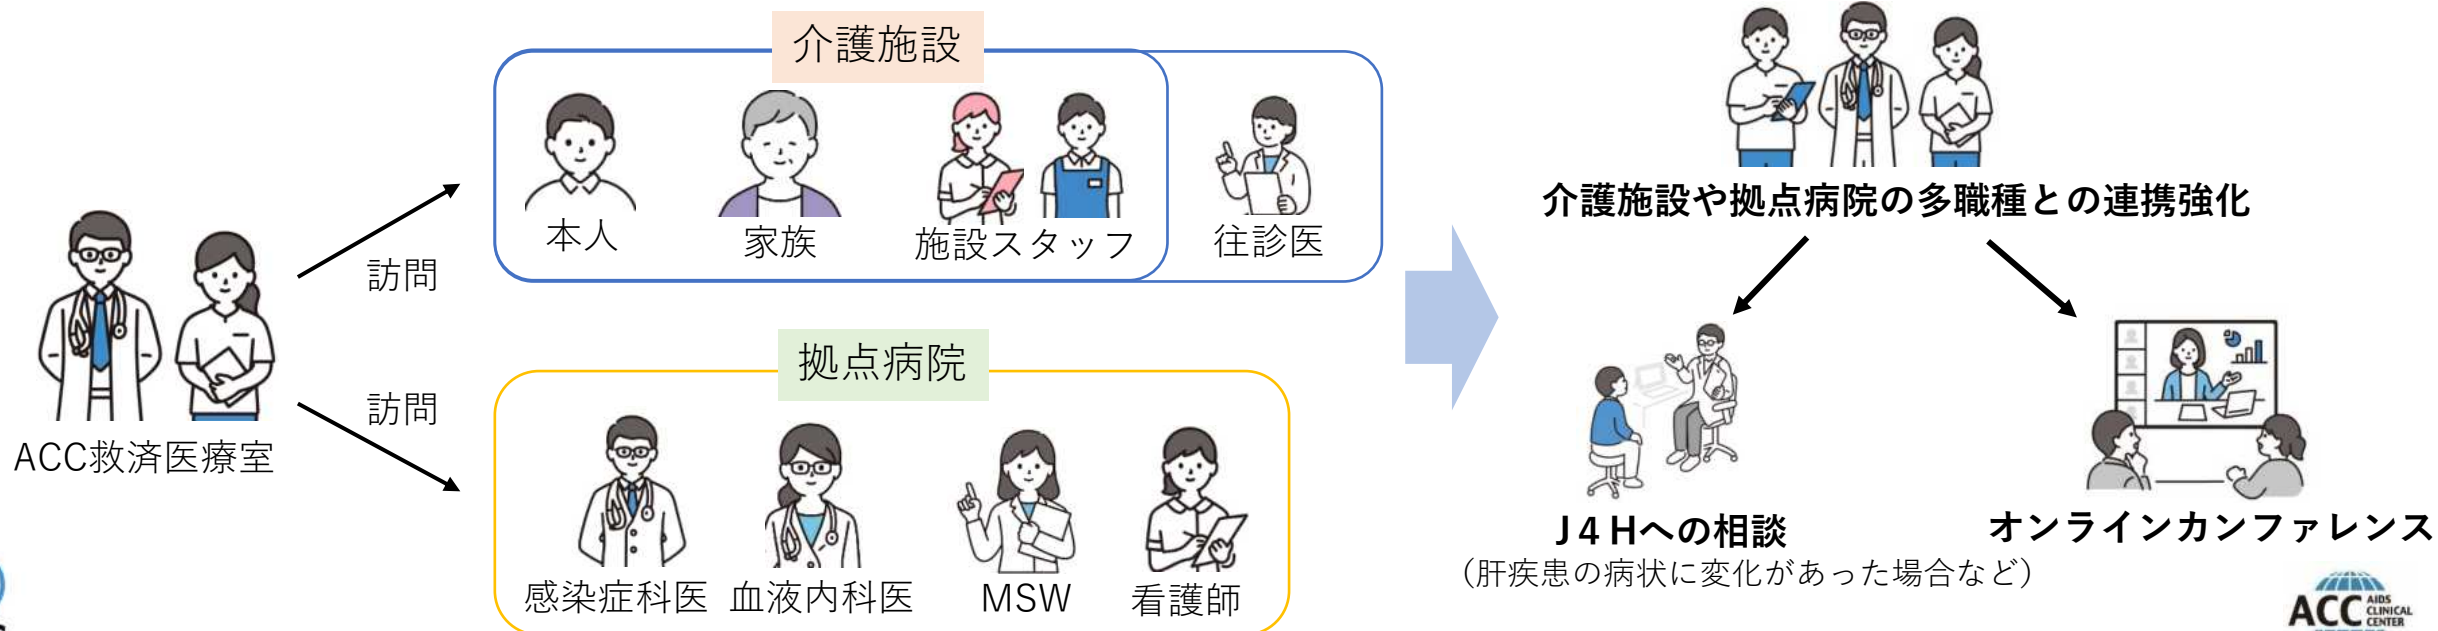 ACC救済医療室
訪問
訪問
介護施設
本人
家族
施設スタッフ
往診医
拠点病院
感染症科医
血液内科医
MSW
看護師
介護施設や拠点病院の多職種との連携強化
J4Hへの相談
（肝疾患の病状に変化があった場合など）
オンラインカンファレンス
ACC AIDS
CLINICAL
CENTER